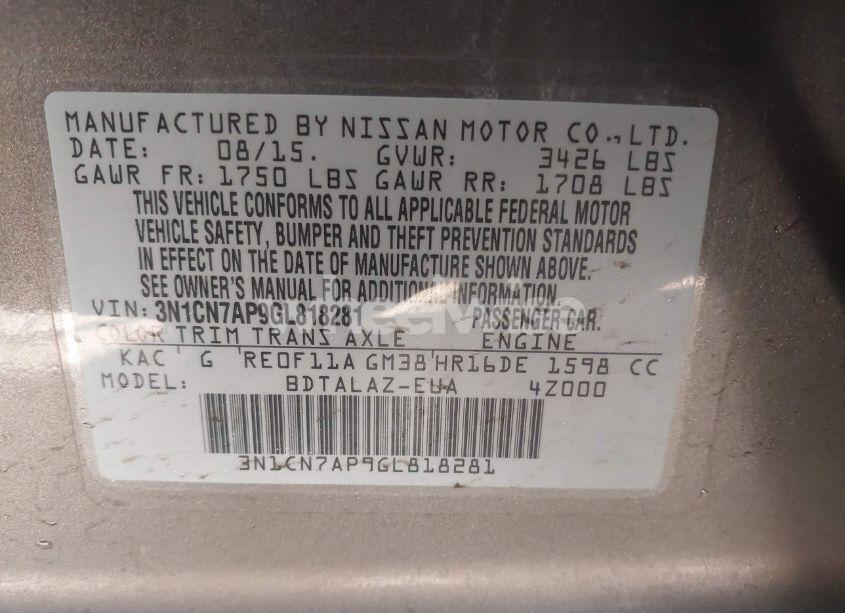 MANUFACTURED BY NISSAN MOTOR CO., LTD.
DATE: 08/15. GVWR: 3426 LBS
GAWR FR: 1750 LBS GAWR RR: 1708 LBS
THIS VEHICLE CONFORMS TO ALL APPLICABLE FEDERAL MOTOR
VEHICLE SAFETY, BUMPER AND THEFT PREVENTION STANDARDS
IN EFFECT ON THE DATE OF MANUFACTURE SHOWN ABOVE.
SEE OWNER'S MANUAL FOR ADDITIONAL INFORMATION.
VIN: 3N1CN7AP9GL818281 PASSENGER CAR.
COLOR TRIM TRANS AXLE ENGINE
KAC G RE0F11A GM38 HR16DE 1598 CC
MODEL: BDTALAZ-EUA 4Z000
3N1CN7AP9GL818281